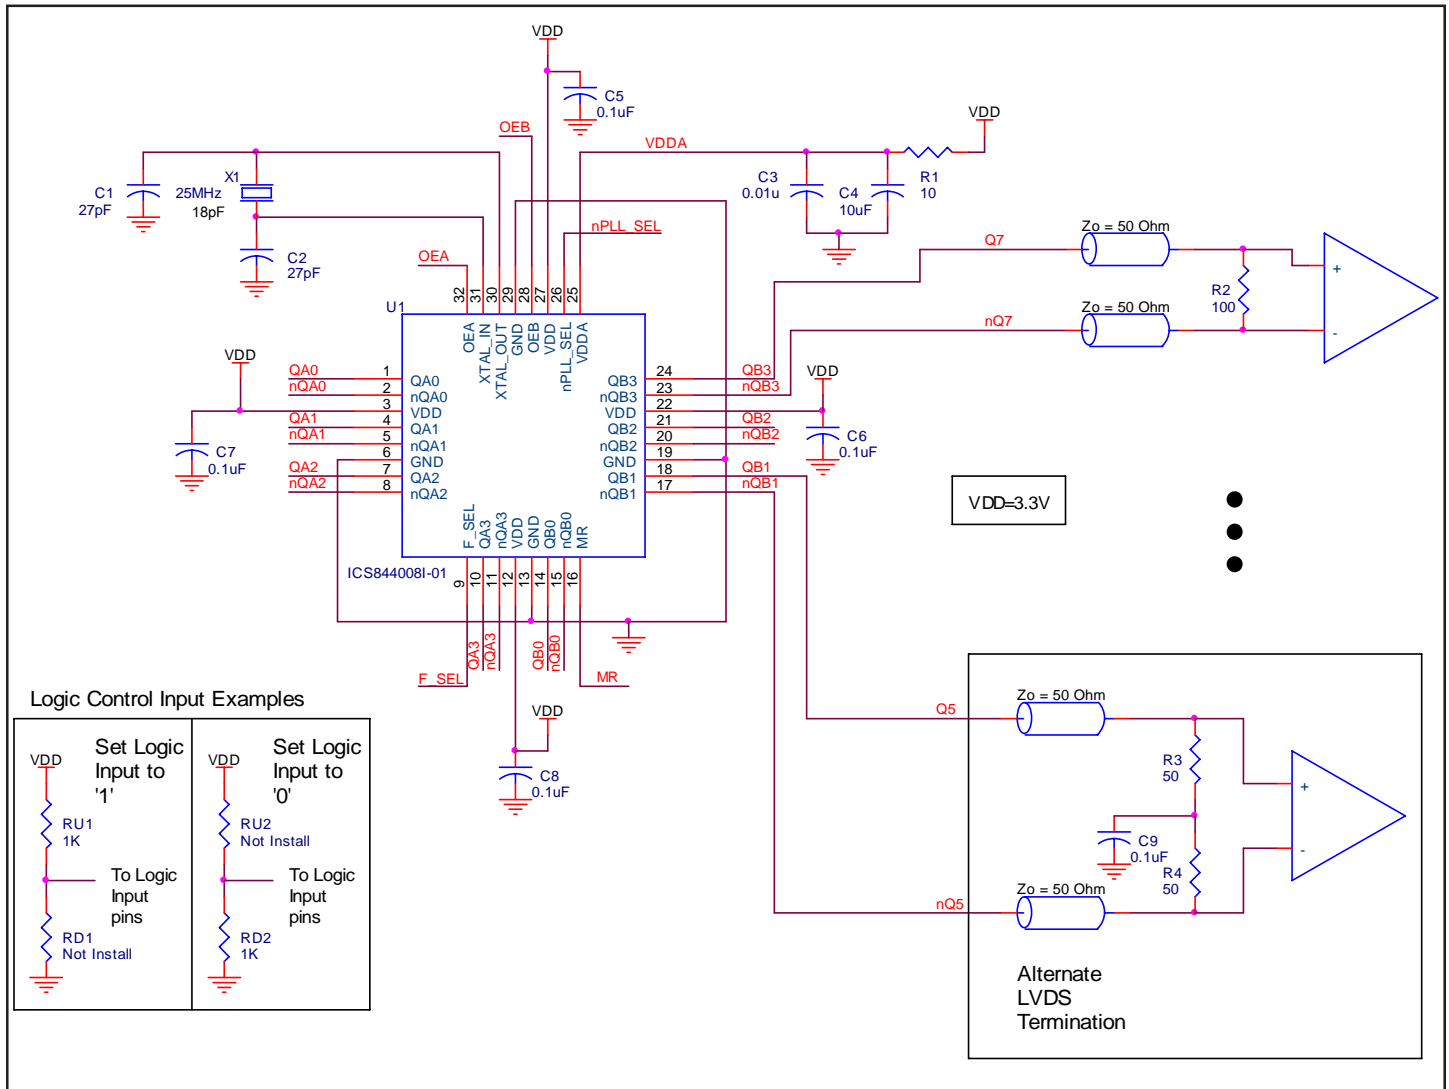 VDD
C5
0.1uF
OEB
VDDA
VDD
C1
27pF
X1
25MHz
18pF
C2
27pF
C3
0.01u
C4
10uF
R1
10
nPLL_SEL
OEA
Q7
Zo = 50 Ohm
R2
100
+
-
nQ7
Zo = 50 Ohm
U1
32
31
30
29
28
27
26
25
OEA
XTAL_IN
XTAL_OUT
GND
OEB
VDD
nPLL_SEL
VDDA
VDD
QA0
nQA0
QA1
nQA1
QA2
nQA2
C7
0.1uF
1
2
3
4
5
6
7
8
QA0
nQA0
VDD
QA1
nQA1
GND
QA2
nQA2
QB3
nQB3
VDD
QB2
nQB2
GND
QB1
nQB1
24
23
22
21
20
19
18
17
QB3
nQB3
VDD
QB2
nQB2
C6
0.1uF
QB1
nQB1
VDD=3.3V
F_SEL
QA3
nQA3
VDD
GND
QB0
nQB0
MR
ICS844008I-01
9
10
11
12
13
14
15
16
F_SEL
QA3
nQA3
QB0
nQB0
MR
VDD
C8
0.1uF
Logic Control Input Examples
Set Logic
Input to
'1'
VDD
RU1
1K
To Logic
Input
pins
RD1
Not Install
Set Logic
Input to
'0'
VDD
RU2
Not Install
To Logic
Input
pins
RD2
1K
Q5
Zo = 50 Ohm
R3
50
C9
0.1uF
R4
50
+
-
nQ5
Zo = 50 Ohm
Alternate
LVDS
Termination